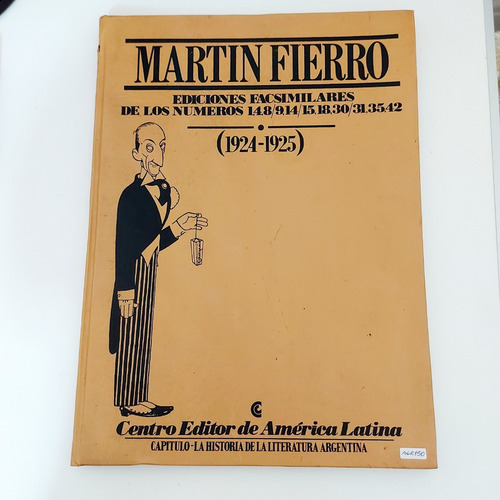 MARTIN FIERRO
EDICIONES FACSIMILARES
DE LOS NUMEROS 1.4.8/9.14/15.18.30/31.35.42
(1924-1925)
Centro Editor de América Latina
CAPITULO-LA HISTORIA DE LA LITERATURA ARGENTINA